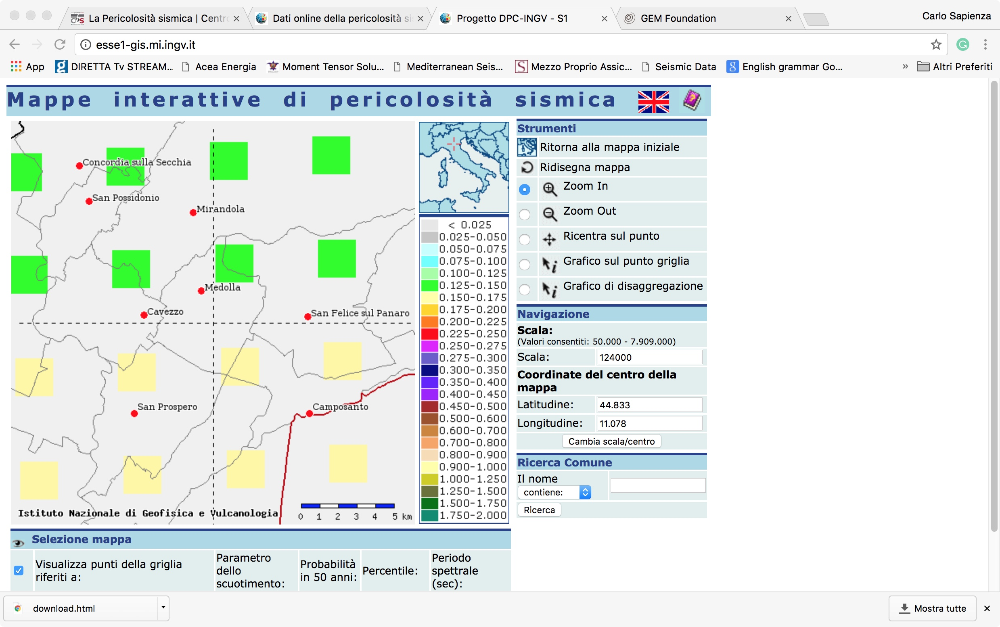 La Pericolosità sismica | Centro
Dati online della pericolosità sis
Progetto DPC-INGV - S1
GEM Foundation
Carlo Sapienza
esse1-gis.mi.ingv.it
App
DIRETTA Tv STREAM...
Acea Energia
Moment Tensor Solu...
Mediterranean Seis...
Mezzo Proprio Assic...
Seismic Data
English grammar Go...
»
Altri Preferiti
Mappe interattive di pericolosità sismica
Concordia sulla Secchia
San Possidonio
Mirandola
Medolla
Cavezzo
San Felice sul Panaro
San Prospero
Camposanto
Istituto Nazionale di Geofisica e Vulcanologia
0 1 2 3 4 5 km
< 0.025
0.025-0.050
0.050-0.075
0.075-0.100
0.100-0.125
0.125-0.150
0.150-0.175
0.175-0.200
0.200-0.225
0.225-0.250
0.250-0.275
0.275-0.300
0.300-0.350
0.350-0.400
0.400-0.450
0.450-0.500
0.500-0.600
0.600-0.700
0.700-0.800
0.800-0.900
0.900-1.000
1.000-1.250
1.250-1.500
1.500-1.750
1.750-2.000
Strumenti
Ritorna alla mappa iniziale
Ridisegna mappa
Zoom In
Zoom Out
Ricentra sul punto
Grafico sul punto griglia
Grafico di disaggregazione
Navigazione
Scala:
(Valori consentiti: 50.000 - 7.909.000)
Scala: 124000
Coordinate del centro della
mappa
Latitudine: 44.833
Longitudine: 11.078
Cambia scala/centro
Ricerca Comune
Il nome
contiene:
Ricerca
Selezione mappa
Visualizza punti della griglia
riferiti a:
Parametro
dello
scuotimento:
Probabilità
in 50 anni:
Percentile:
Periodo
spettrale
(sec):
download.html
Mostra tutte